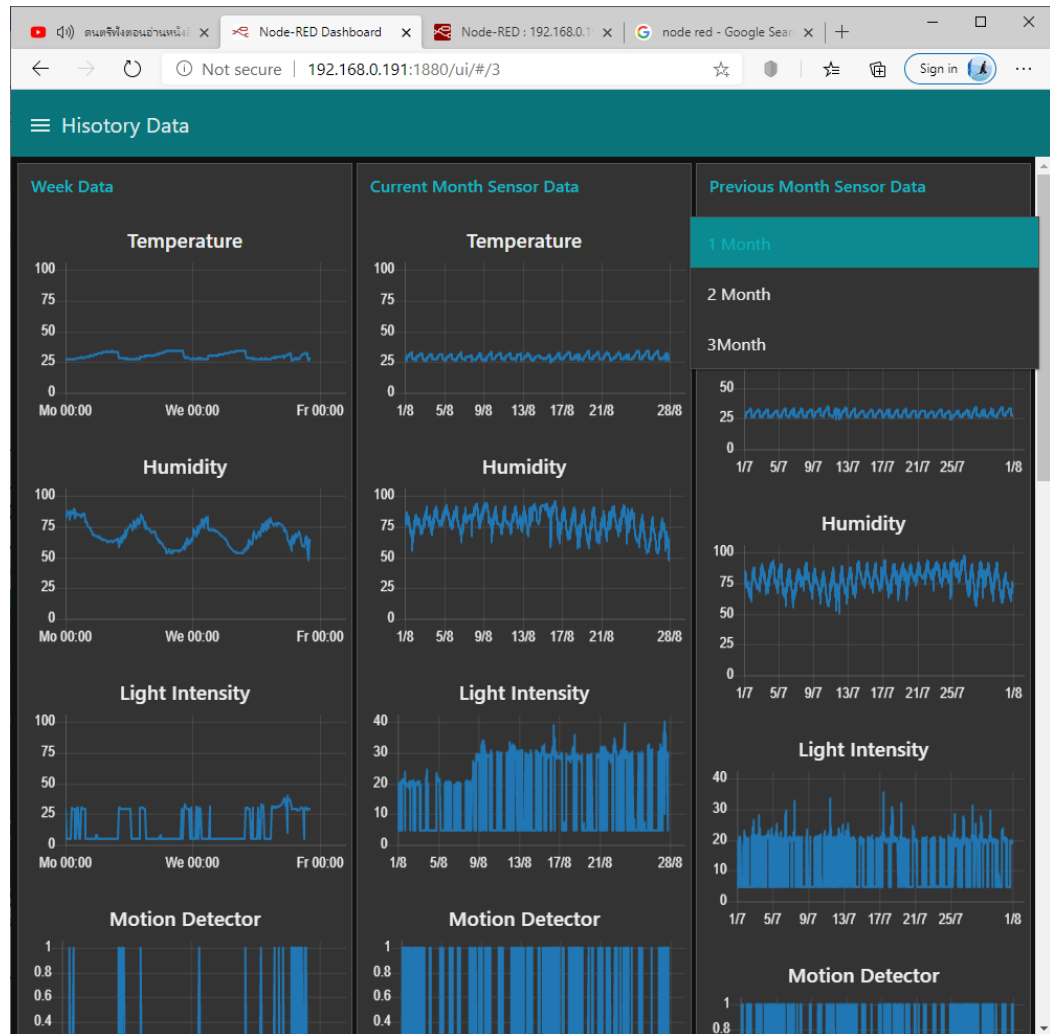 ดนตรีฟังตอนอ่านหนังสื
Node-RED Dashboard
Node-RED : 192.168.0.1
node red - Google Sear
Not secure | 192.168.0.191:1880/ui/#/3
Sign in
Hisotory Data
Week Data
Temperature
100
75
50
25
0
Mo 00:00 We 00:00 Fr 00:00
Humidity
100
75
50
25
0
Mo 00:00 We 00:00 Fr 00:00
Light Intensity
100
75
50
25
0
Mo 00:00 We 00:00 Fr 00:00
Motion Detector
1
0.8
0.6
0.4
Current Month Sensor Data
Temperature
100
75
50
25
0
1/8 5/8 9/8 13/8 17/8 21/8 28/8
Humidity
100
75
50
25
0
1/8 5/8 9/8 13/8 17/8 21/8 28/8
Light Intensity
40
30
20
10
0
1/8 5/8 9/8 13/8 17/8 21/8 28/8
Motion Detector
1
0.8
0.6
0.4
Previous Month Sensor Data
1 Month
2 Month
3Month
50
25
0
1/7 5/7 9/7 13/7 17/7 21/7 25/7 1/8
Humidity
100
75
50
25
0
1/7 5/7 9/7 13/7 17/7 21/7 25/7 1/8
Light Intensity
40
30
20
10
0
1/7 5/7 9/7 13/7 17/7 21/7 25/7 1/8
Motion Detector
1
0.8